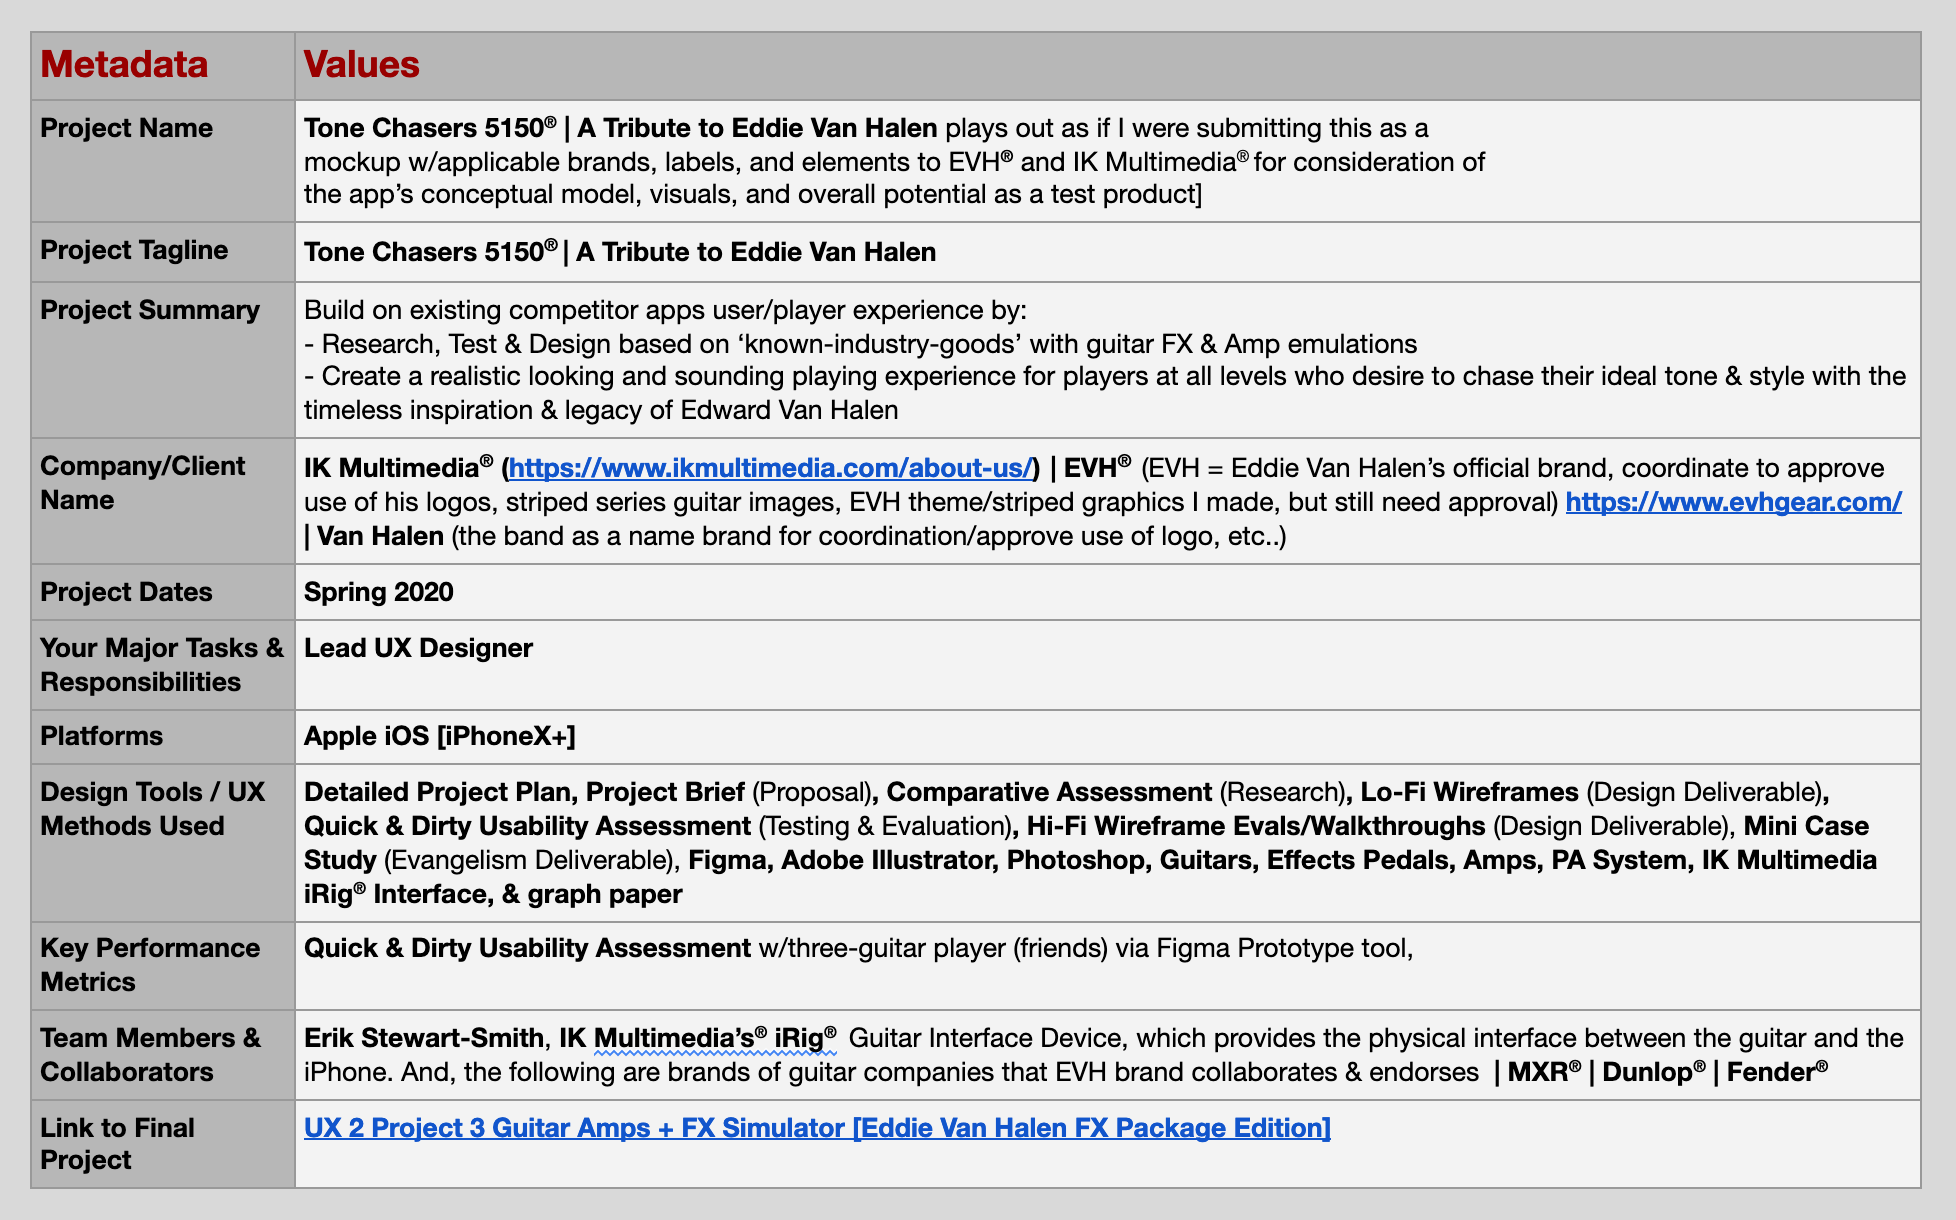 Metadata
Values
Project Name
Tone Chasers 5150® | A Tribute to Eddie Van Halen plays out as if I were submitting this as a
mockup w/applicable brands, labels, and elements to EVH® and IK Multimedia® for consideration of
the app’s conceptual model, visuals, and overall potential as a test product]
Project Tagline
Tone Chasers 5150® | A Tribute to Eddie Van Halen
Project Summary
Build on existing competitor apps user/player experience by:
- Research, Test & Design based on ‘known-industry-goods’ with guitar FX & Amp emulations
- Create a realistic looking and sounding playing experience for players at all levels who desire to chase their ideal tone & style with the
timeless inspiration & legacy of Edward Van Halen
Company/Client
Name
IK Multimedia® (https://www.ikmultimedia.com/about-us/) | EVH® (EVH = Eddie Van Halen’s official brand, coordinate to approve
use of his logos, striped series guitar images, EVH theme/striped graphics I made, but still need approval) https://www.evhgear.com/
| Van Halen (the band as a name brand for coordination/approve use of logo, etc..)
Project Dates
Spring 2020
Your Major Tasks &
Responsibilities
Lead UX Designer
Platforms
Apple iOS [iPhoneX+]
Design Tools / UX
Methods Used
Detailed Project Plan, Project Brief (Proposal), Comparative Assessment (Research), Lo-Fi Wireframes (Design Deliverable),
Quick & Dirty Usability Assessment (Testing & Evaluation), Hi-Fi Wireframe Evals/Walkthroughs (Design Deliverable), Mini Case
Study (Evangelism Deliverable), Figma, Adobe Illustrator, Photoshop, Guitars, Effects Pedals, Amps, PA System, IK Multimedia
iRig® Interface, & graph paper
Key Performance
Metrics
Quick & Dirty Usability Assessment w/three-guitar player (friends) via Figma Prototype tool,
Team Members &
Collaborators
Erik Stewart-Smith, IK Multimedia’s® iRig® Guitar Interface Device, which provides the physical interface between the guitar and the
iPhone. And, the following are brands of guitar companies that EVH brand collaborates & endorses | MXR® | Dunlop® | Fender®
Link to Final
Project
UX 2 Project 3 Guitar Amps + FX Simulator [Eddie Van Halen FX Package Edition]